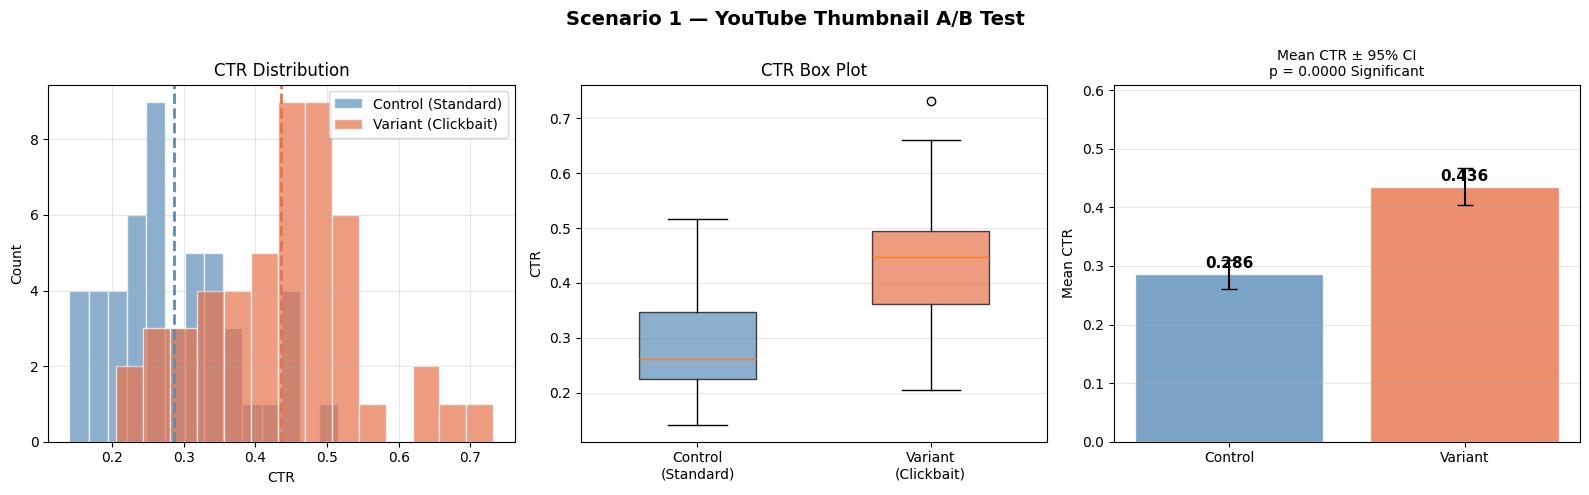 Scenario 1 — YouTube Thumbnail A/B Test
CTR Distribution
Count
8
6
4
2
0
0.2 0.3 0.4 0.5 0.6 0.7
CTR
Control (Standard)
Variant (Clickbait)
CTR Box Plot
CTR
0.7
0.6
0.5
0.4
0.3
0.2
Control
(Standard)
Variant
(Clickbait)
Mean CTR ± 95% CI
p = 0.0000 Significant
Mean CTR
0.6
0.5
0.4
0.3
0.2
0.1
0.0
0.286
0.436
Control Variant